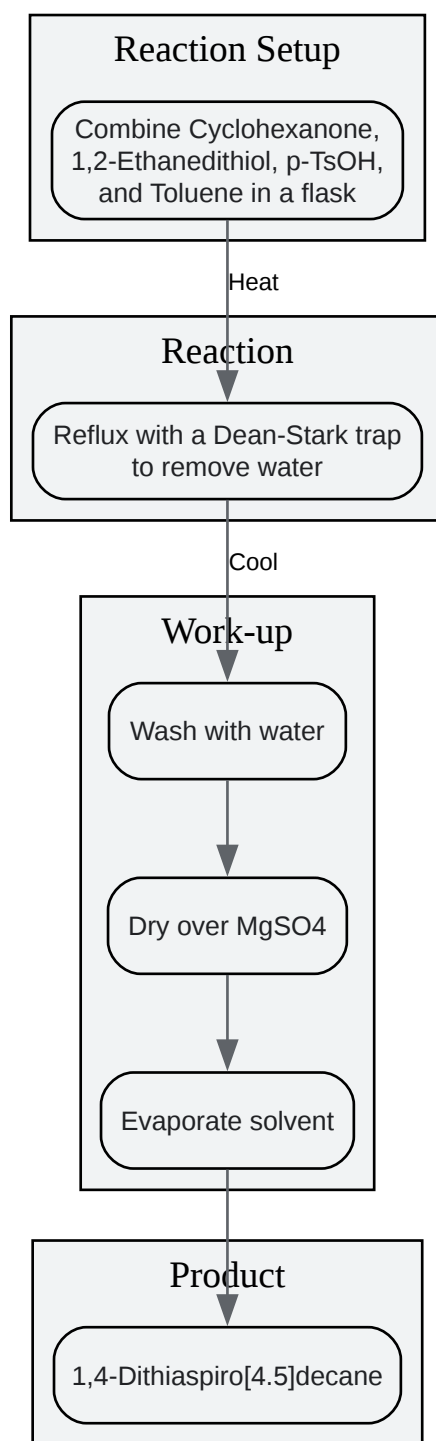 Reaction Setup
Combine Cyclohexanone,
1,2-Ethanedithiol, p-TsOH,
and Toluene in a flask
Heat
Reaction
Reflux with a Dean-Stark trap
to remove water
Cool
Work-up
Wash with water
Dry over MgSO4
Evaporate solvent
Product
1,4-Dithiaspiro[4.5]decane